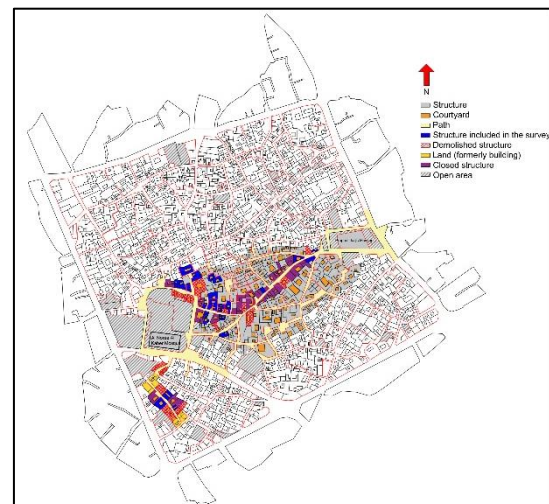 N
Structure
Courtyard
Path
Structure included in the survey
Demolished structure
Land (formerly building)
Closed structure
Open area